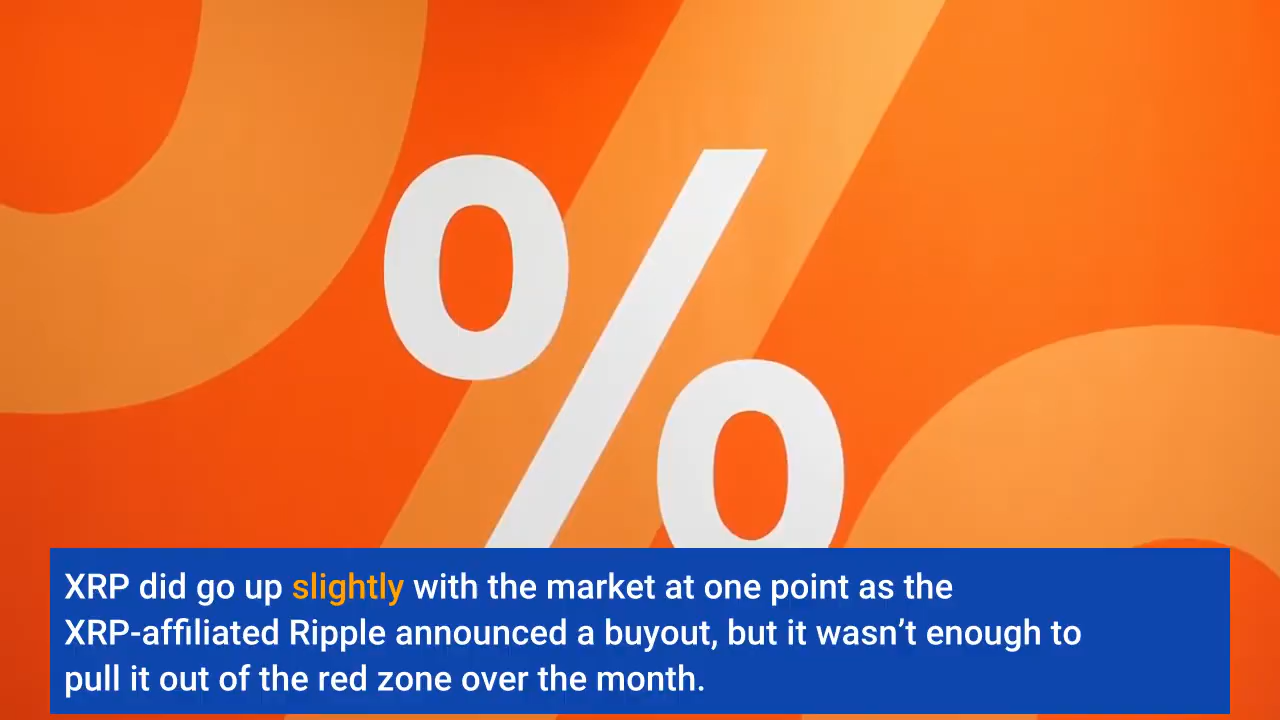 %
XRP did go up slightly with the market at one point as the
XRP-affiliated Ripple announced a buyout, but it wasn’t enough to
pull it out of the red zone over the month.